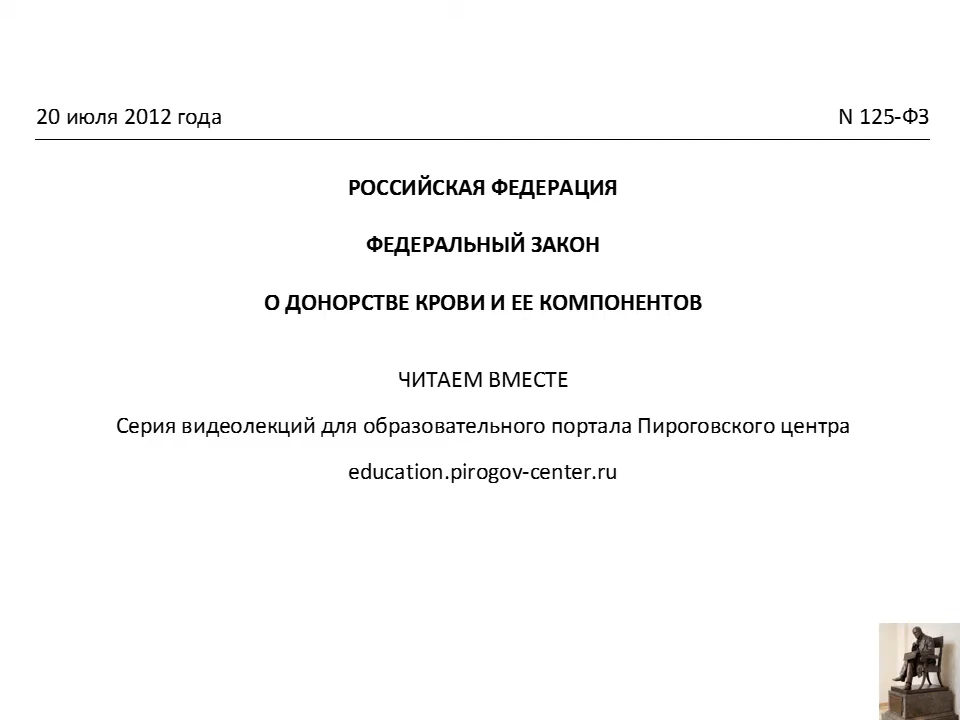 20 июля 2012 года N 125-ФЗ
РОССИЙСКАЯ ФЕДЕРАЦИЯ
ФЕДЕРАЛЬНЫЙ ЗАКОН
О ДОНОРСТВЕ КРОВИ И ЕЕ КОМПОНЕНТОВ
ЧИТАЕМ ВМЕСТЕ
Серия видеолекций для образовательного портала Пироговского центра
education.pirogov-center.ru